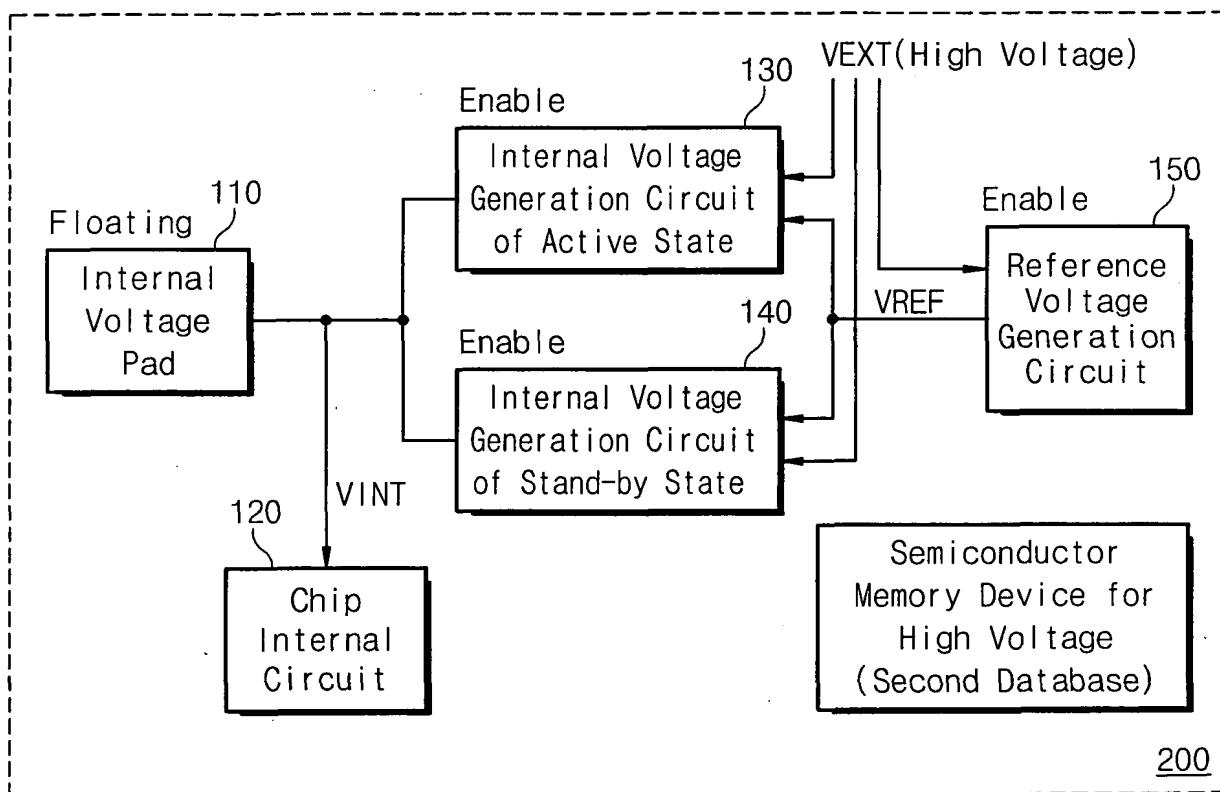 VEXT(High Voltage)
130
Enable
Internal Voltage
Generation Circuit
of Active State
150
Enable
Reference
Voltage
Generation
Circuit
110
Floating
Internal
Voltage
Pad
VREF
140
Enable
Internal Voltage
Generation Circuit
of Stand-by State
VINT
120
Chip
Internal
Circuit
Semiconductor
Memory Device for
High Voltage
(Second Database)
200